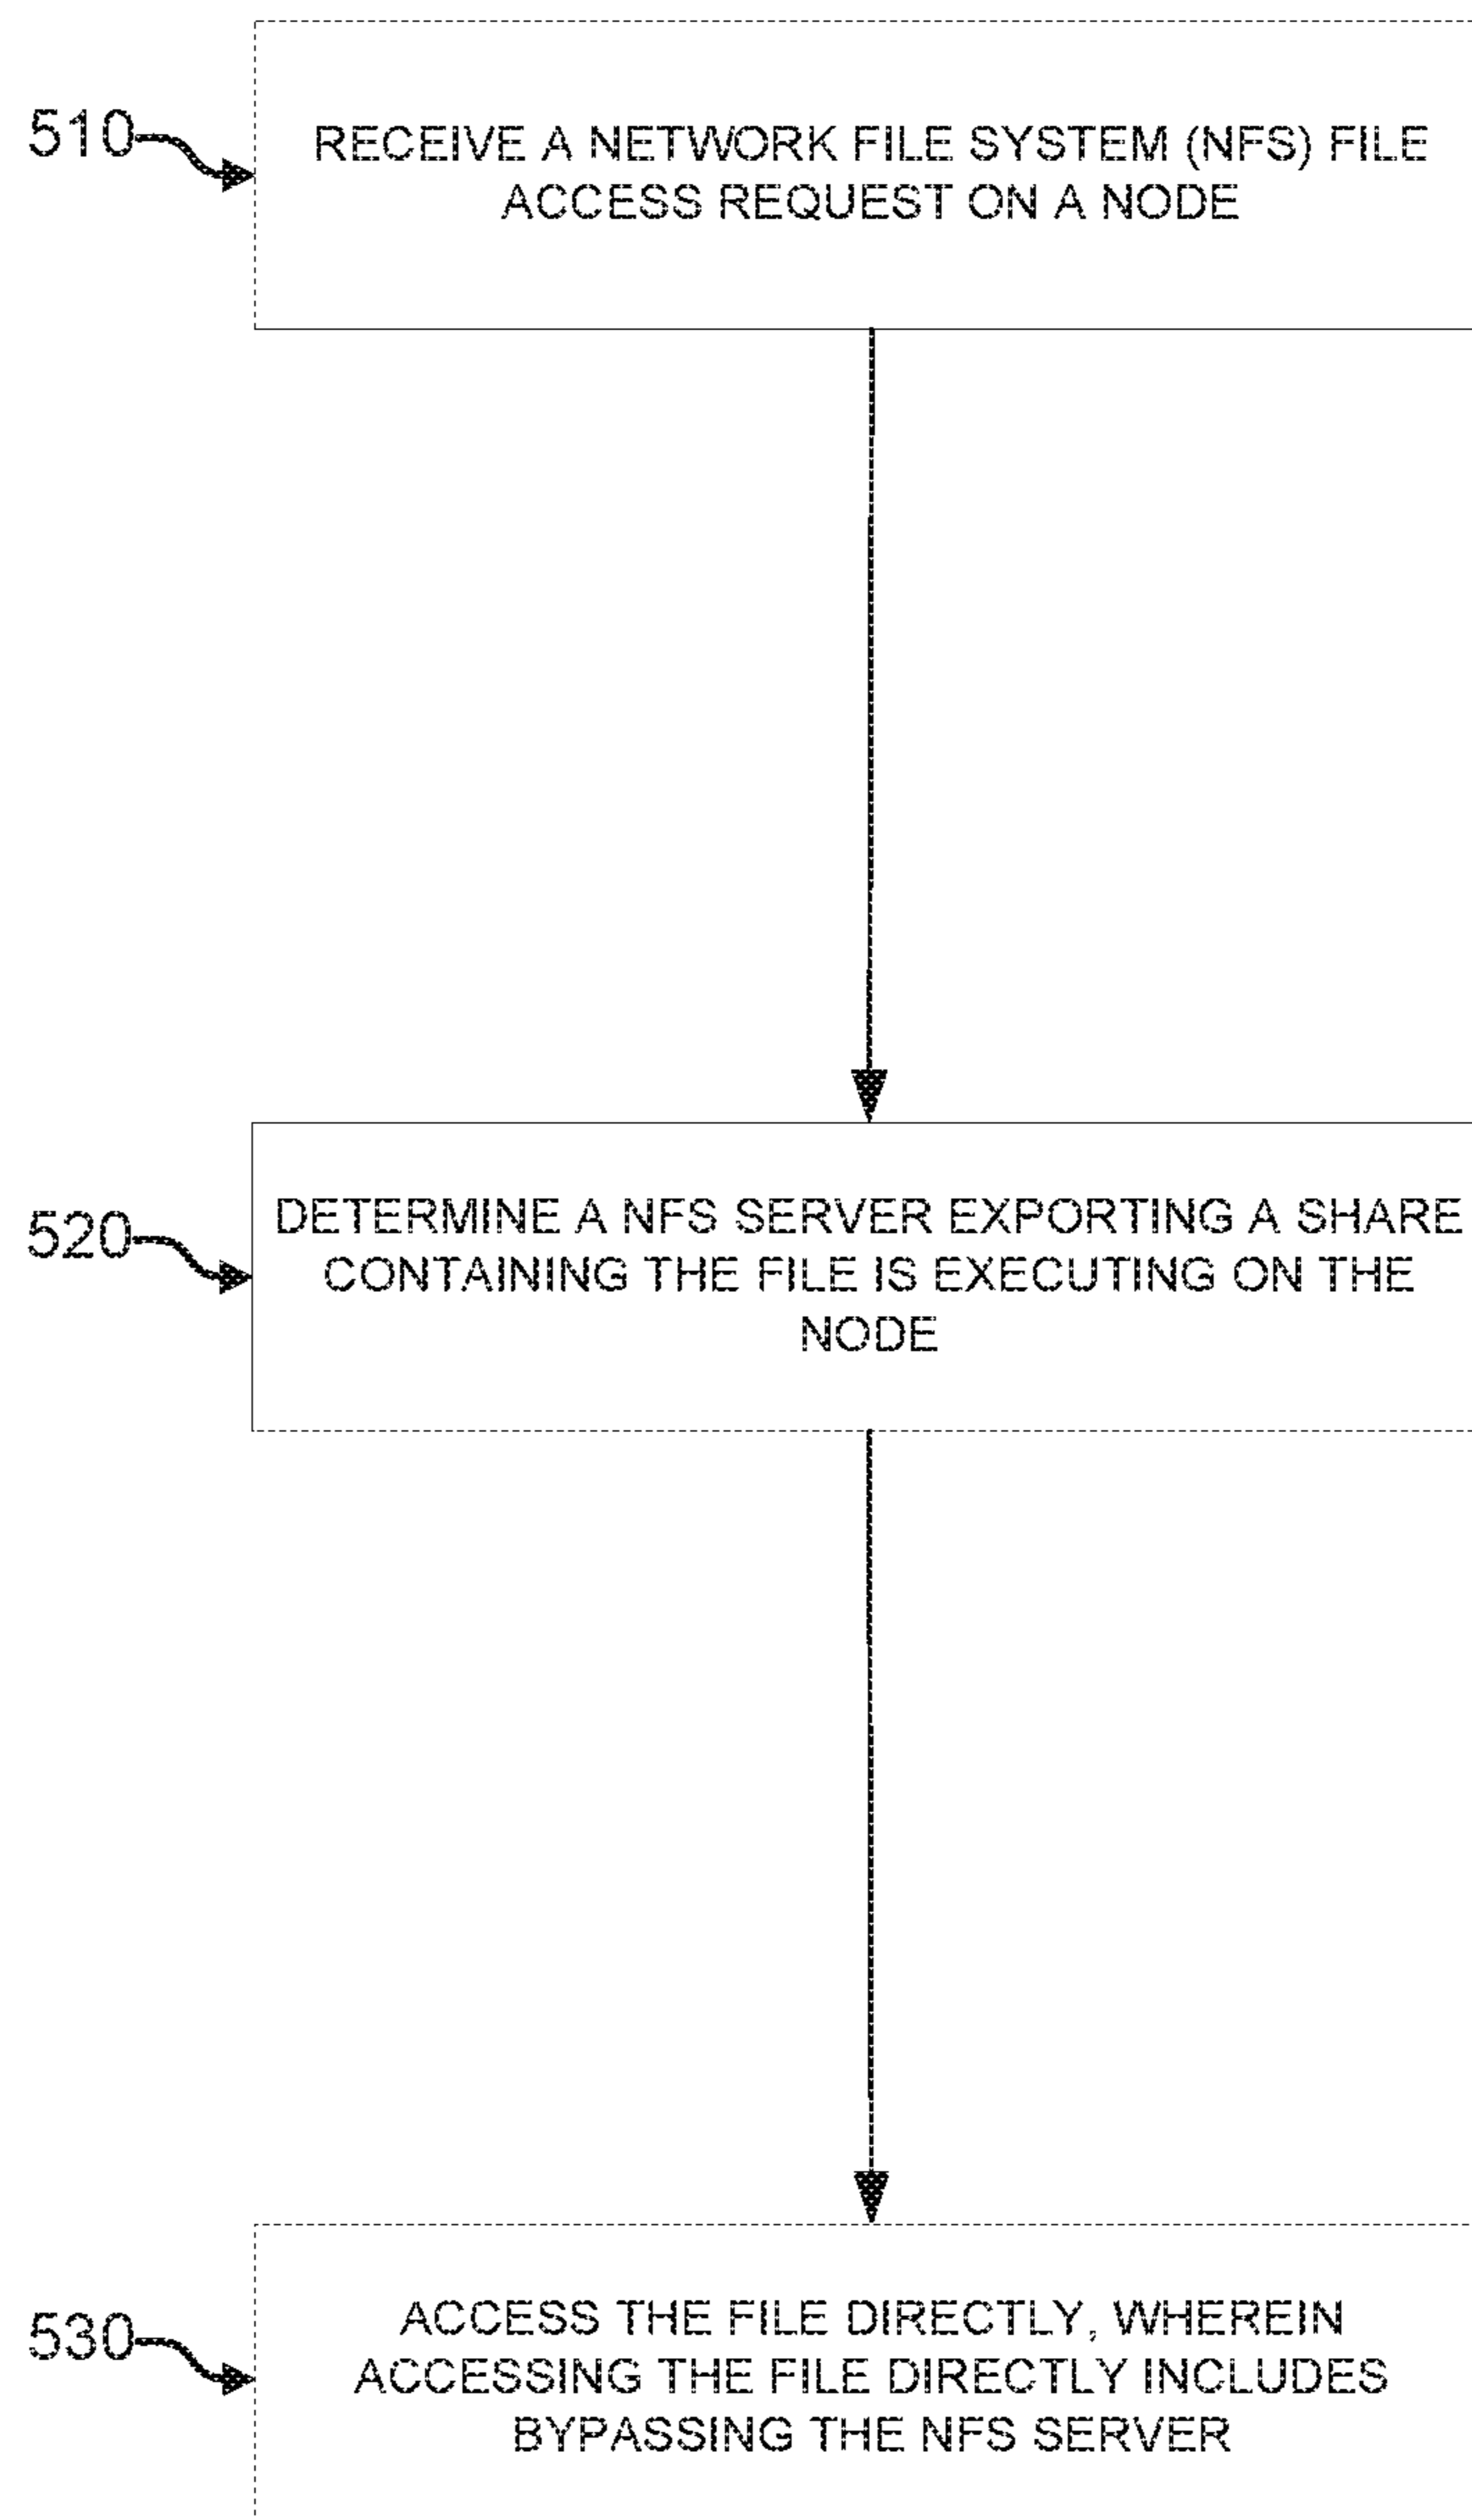 510
RECEIVE A NETWORK FILE SYSTEM (NFS) FILE
ACCESS REQUEST ON A NODE
520
DETERMINE A NFS SERVER EXPORTING A SHARE
CONTAINING THE FILE IS EXECUTING ON THE
NODE
530
ACCESS THE FILE DIRECTLY, WHEREIN
ACCESSING THE FILE DIRECTLY INCLUDES
BYPASSING THE NFS SERVER